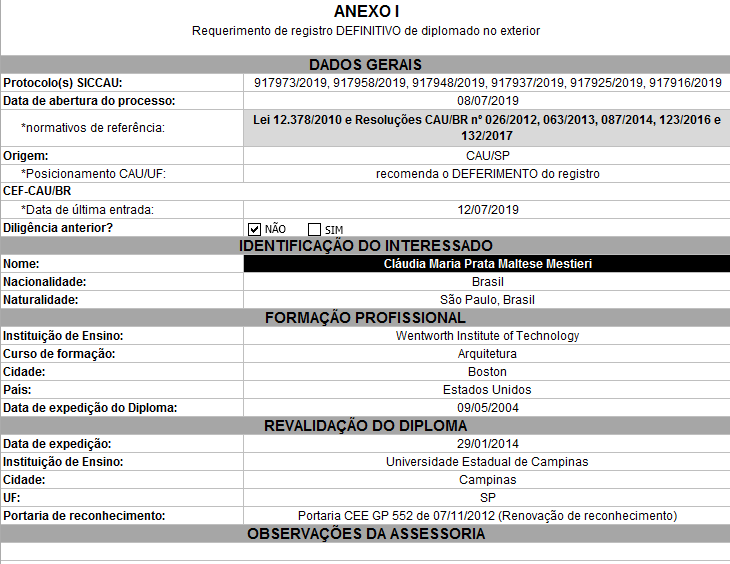 ANEXO I
Requerimento de registro DEFINITIVO de diplomado no exterior
DADOS GERAIS
Protocolo(s) SICCAU: 917973/2019, 917958/2019, 917948/2019, 917937/2019, 917925/2019, 917916/2019
Data de abertura do processo: 08/07/2019
*normativos de referência: Lei 12.378/2010 e Resoluções CAU/BR nº 026/2012, 063/2013, 087/2014, 123/2016 e
132/2017
Origem: CAU/SP
*Posicionamento CAU/UF: recomenda o DEFERIMENTO do registro
CEF-CAU/BR
*Data de última entrada: 12/07/2019
Diligência anterior? NÃO SIM
IDENTIFICAÇÃO DO INTERESSADO
Nome: Cláudia Maria Prata Maltese Mestieri
Nacionalidade: Brasil
Naturalidade: São Paulo, Brasil
FORMAÇÃO PROFISSIONAL
Instituição de Ensino: Wentworth Institute of Technology
Curso de formação: Arquitetura
Cidade: Boston
País: Estados Unidos
Data de expedição do Diploma: 09/05/2004
REVALIDAÇÃO DO DIPLOMA
Data de expedição: 29/01/2014
Instituição de Ensino: Universidade Estadual de Campinas
Cidade: Campinas
UF: SP
Portaria de reconhecimento: Portaria CEE GP 552 de 07/11/2012 (Renovação de reconhecimento)
OBSERVAÇÕES DA ASSESSORIA